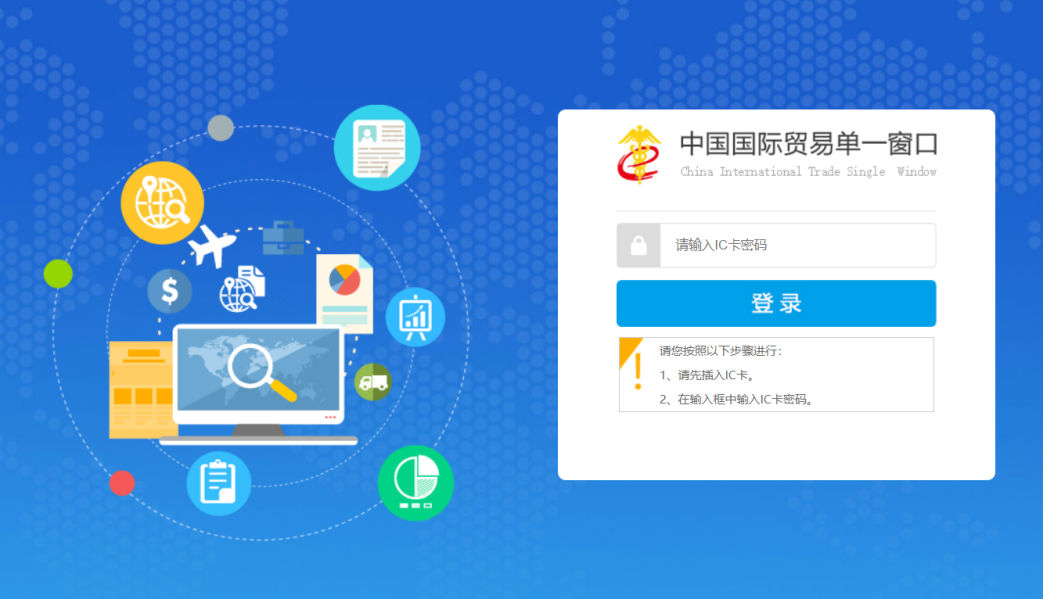 中国国际贸易单一窗口
China International Trade Single Window
请输入IC卡密码
登录
请您按照以下步骤进行:
1、请先插入IC卡。
2、在输入框中输入IC卡密码。